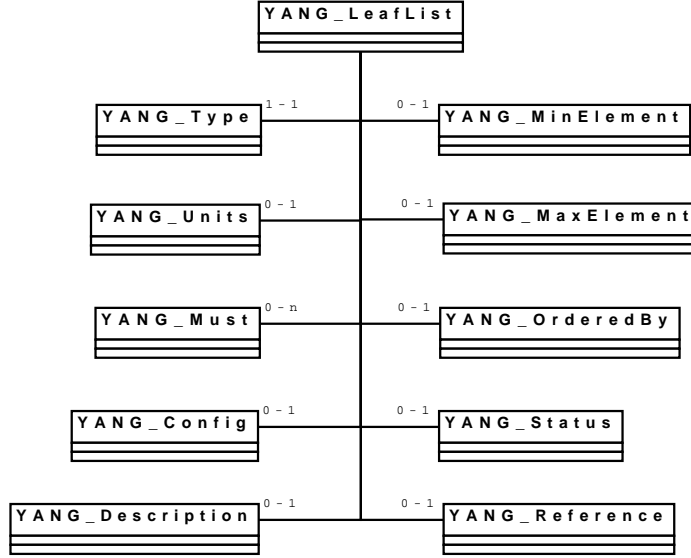 YANG_LeafList
1-1
0-1
YANG_Type
YANG_MinElement
0-1
0-1
YANG_Units
YANG_MaxElement
0-n
0-1
YANG_Must
YANG_OrderedBy
0-1
0-1
YANG_Config
YANG_Status
0-1
0-1
YANG_Description
YANG_Reference